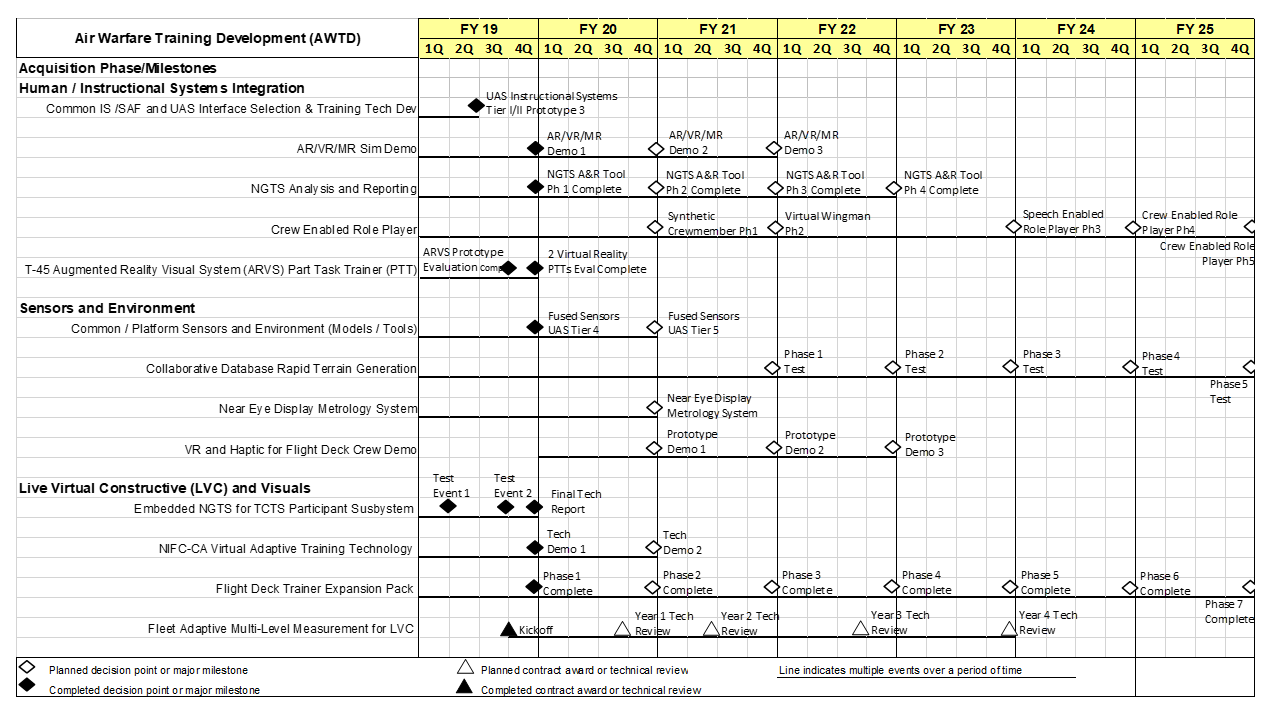 Air Warfare Training Development (AWTD)
FY 19 FY 20 FY 21 FY 22 FY 23 FY 24 FY 25
1Q 2Q 3Q 4Q 1Q 2Q 3Q 4Q 1Q 2Q 3Q 4Q 1Q 2Q 3Q 4Q 1Q 2Q 3Q 4Q 1Q 2Q 3Q 4Q 1Q 2Q 3Q 4Q
Acquisition Phase/Milestones
Human / Instructional Systems Integration
Common IS /SAF and UAS Interface Selection & Training Tech Dev
UAS Instructional Systems
Tier I/II Prototype 3
AR/VR/MR Sim Demo
AR/VR/MR
Demo 1
AR/VR/MR
Demo 2
AR/VR/MR
Demo 3
NGTS Analysis and Reporting
NGTS A&R Tool
Ph 1 Complete
NGTS A&R Tool
Ph 2 Complete
NGTS A&R Tool
Ph 3 Complete
NGTS A&R Tool
Ph 4 Complete
Crew Enabled Role Player
Synthetic
Crewmember Ph1
Virtual Wingman
Ph2
Speech Enabled
Role Player Ph3
Crew Enabled Role
Player Ph4
Crew Enabled Role
Player Ph5
T-45 Augmented Reality Visual System (ARVS) Part Task Trainer (PTT)
ARVS Prototype
Evaluation Comp
2 Virtual Reality
PTTs Eval Complete
Sensors and Environment
Common / Platform Sensors and Environment (Models / Tools)
Fused Sensors
UAS Tier 4
Fused Sensors
UAS Tier 5
Collaborative Database Rapid Terrain Generation
Phase 1
Test
Phase 2
Test
Phase 3
Test
Phase 4
Test
Phase 5
Test
Near Eye Display Metrology System
Near Eye Display
Metrology System
VR and Haptic for Flight Deck Crew Demo
Prototype
Demo 1
Prototype
Demo 2
Prototype
Demo 3
Live Virtual Constructive (LVC) and Visuals
Embedded NGTS for TCTS Participant Susbystem
Test
Event 1
Test
Event 2
Final Tech
Report
NIFC-CA Virtual Adaptive Training Technology
Tech
Demo 1
Tech
Demo 2
Flight Deck Trainer Expansion Pack
Phase 1
Complete
Phase 2
Complete
Phase 3
Complete
Phase 4
Complete
Phase 5
Complete
Phase 6
Complete
Phase 7
Complete
Fleet Adaptive Multi-Level Measurement for LVC
Kickoff
Year 1 Tech
Review
Year 2 Tech
Review
Year 3 Tech
Review
Year 4 Tech
Review
Planned decision point or major milestone
Planned contract award or technical review
Line indicates multiple events over a period of time
Completed decision point or major milestone
Completed contract award or technical review